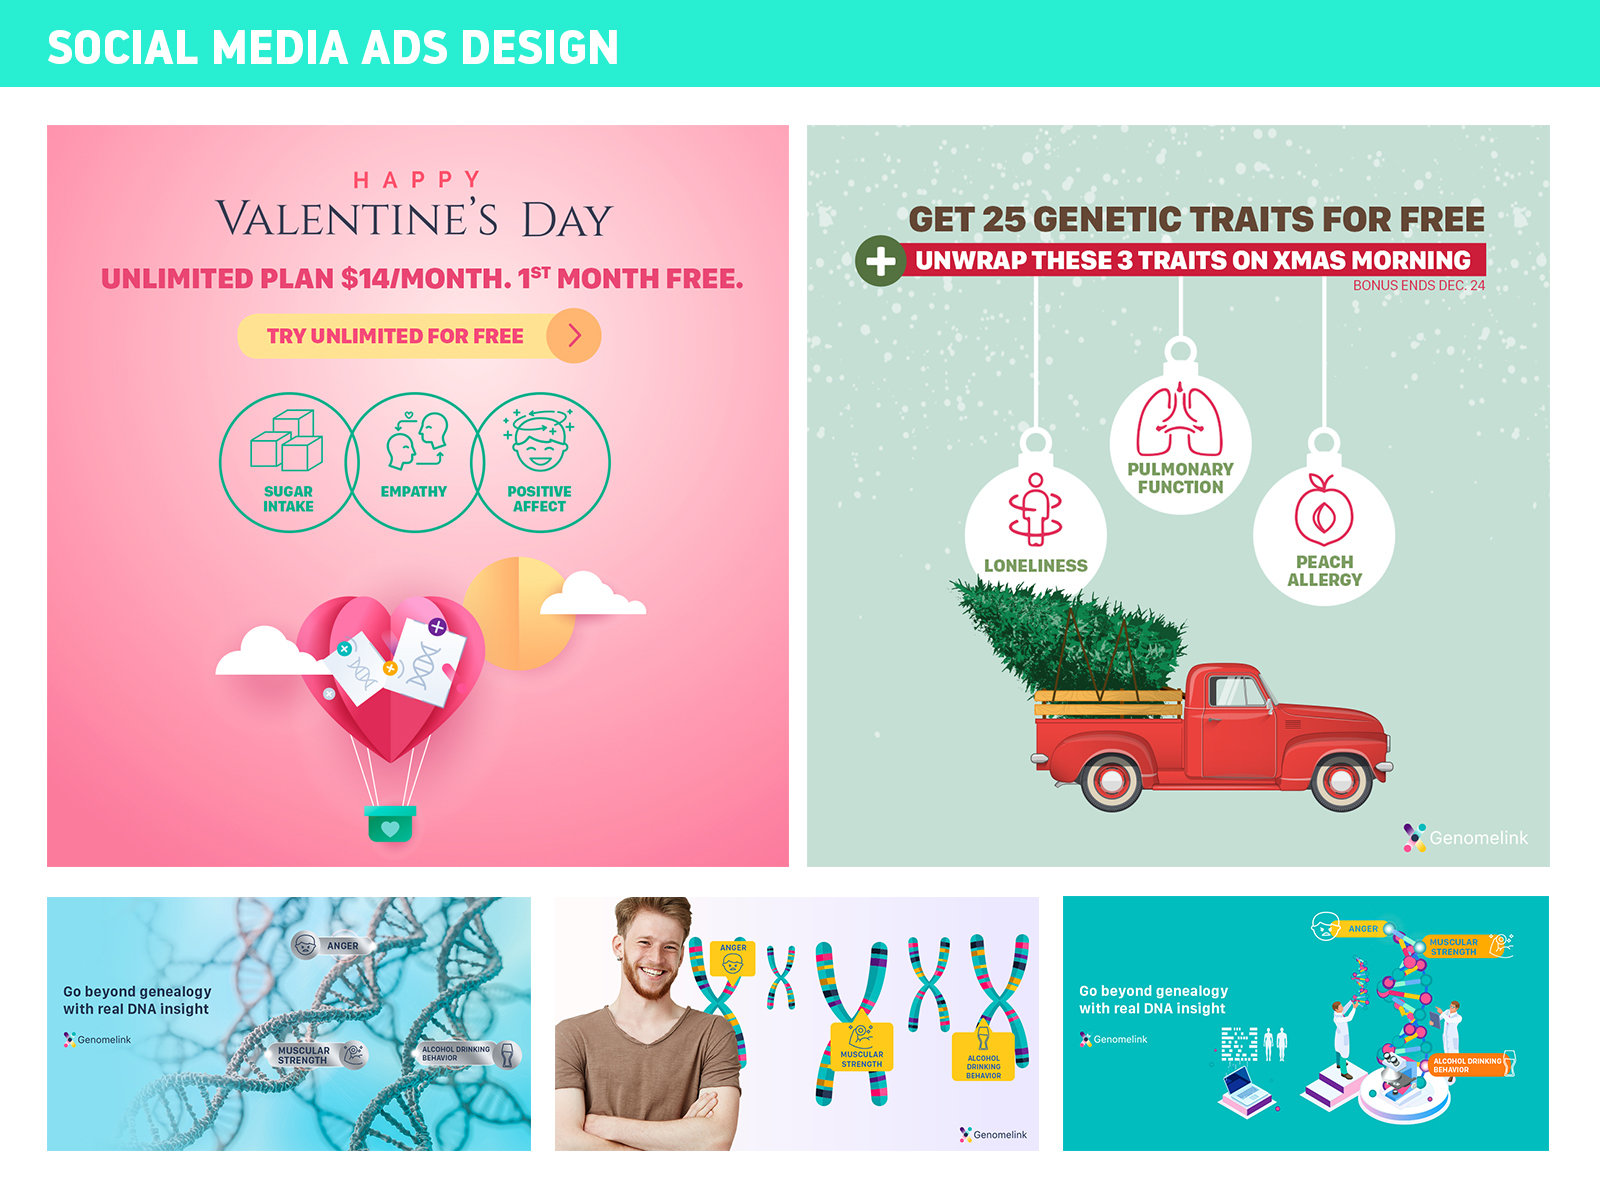 SOCIAL MEDIA ADS DESIGN
HAPPY
VALENTINE'S DAY
UNLIMITED PLAN $14/MONTH. 1ST MONTH FREE.
TRY UNLIMITED FOR FREE
SUGAR
INTAKE
EMPATHY
POSITIVE
AFFECT
GET 25 GENETIC TRAITS FOR FREE
+ UNWRAP THESE 3 TRAITS ON XMAS MORNING
BONUS ENDS DEC. 24
PULMONARY
FUNCTION
LONELINESS
PEACH
ALLERGY
Genomelink
ANGER
Go beyond genealogy
with real DNA insight
Genomelink
MUSCULAR
STRENGTH
ALCOHOL DRINKING
BEHAVIOR
ANGER
MUSCULAR
STRENGTH
ALCOHOL
DRINKING
BEHAVIOR
Genomelink
ANGER
MUSCULAR
STRENGTH
Go beyond genealogy
with real DNA insight
Genomelink
ALCOHOL DRINKING
BEHAVIOR